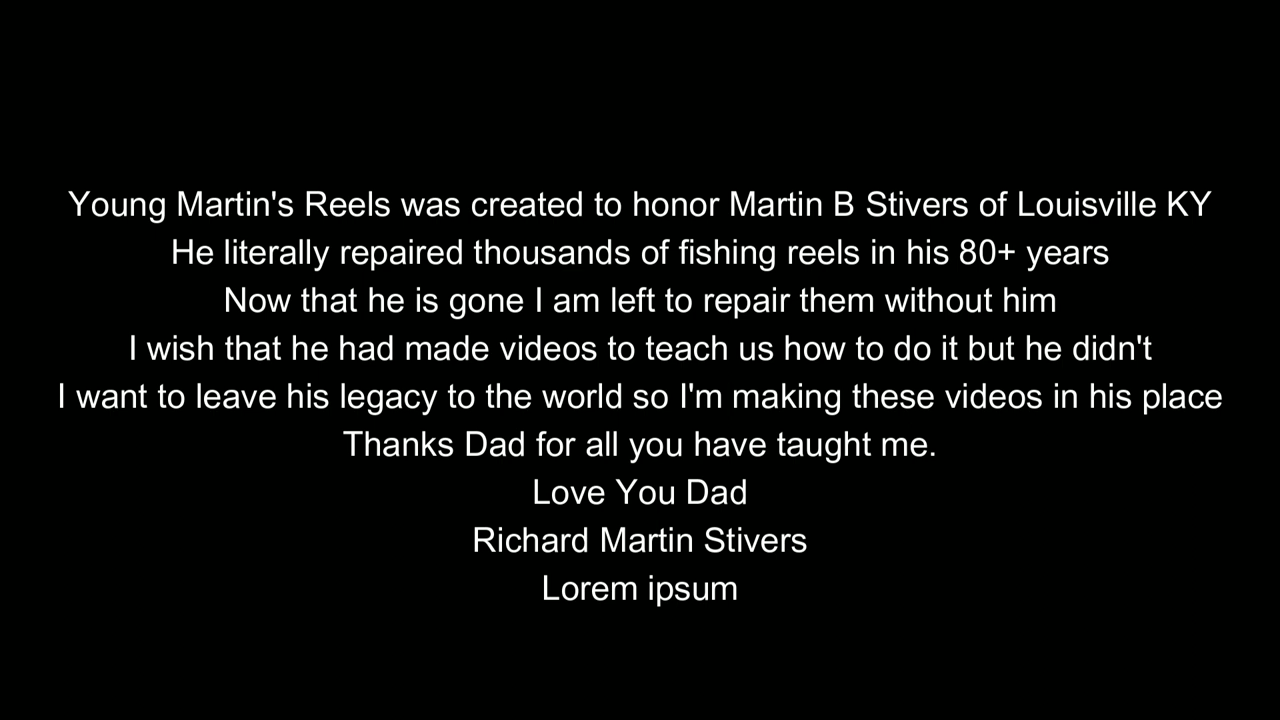 Young Martin's Reels was created to honor Martin B Stivers of Louisville KY
He literally repaired thousands of fishing reels in his 80+ years
Now that he is gone I am left to repair them without him
I wish that he had made videos to teach us how to do it but he didn't
I want to leave his legacy to the world so I'm making these videos in his place
Thanks Dad for all you have taught me.
Love You Dad
Richard Martin Stivers
Lorem ipsum